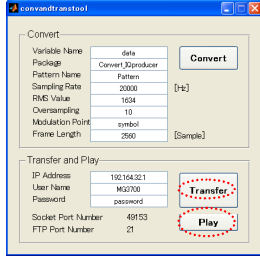 convandtranstool
Convert
Variable Name data
Package Convert_IQproducer
Pattern Name Pattern
Sampling Rate 20000 [Hz]
RMS Value 1634
Oversampling 10
Modulation Point symbol
Frame Length 2560 [Sample]
Convert
Transfer and Play
IP Address 192.164.32.1
User Name MG3700
Password password
Socket Port Number 49153
FTP Port Number 21
Transfer
Play